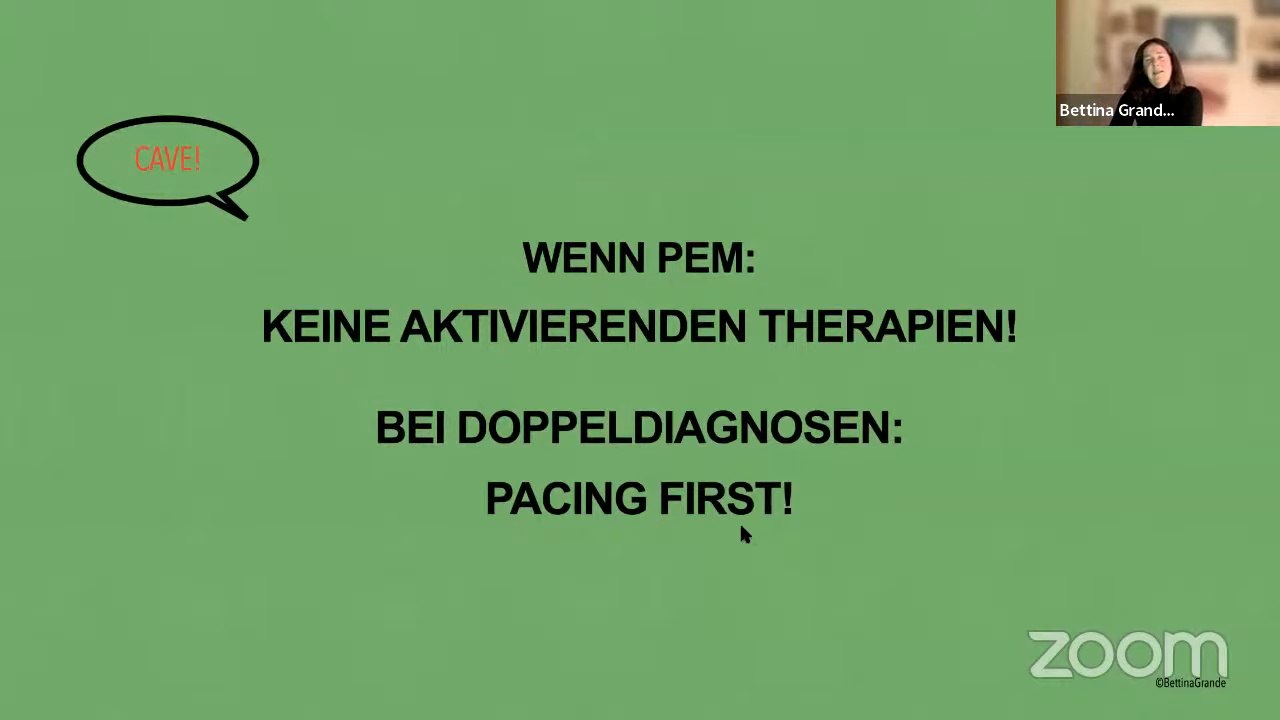 Bettina Grand...
CAVE!
WENN PEM:
KEINE AKTIVIERENDEN THERAPIEN!
BEI DOPPELDIAGNOSEN:
PACING FIRST!
zoom
©BettinaGrande